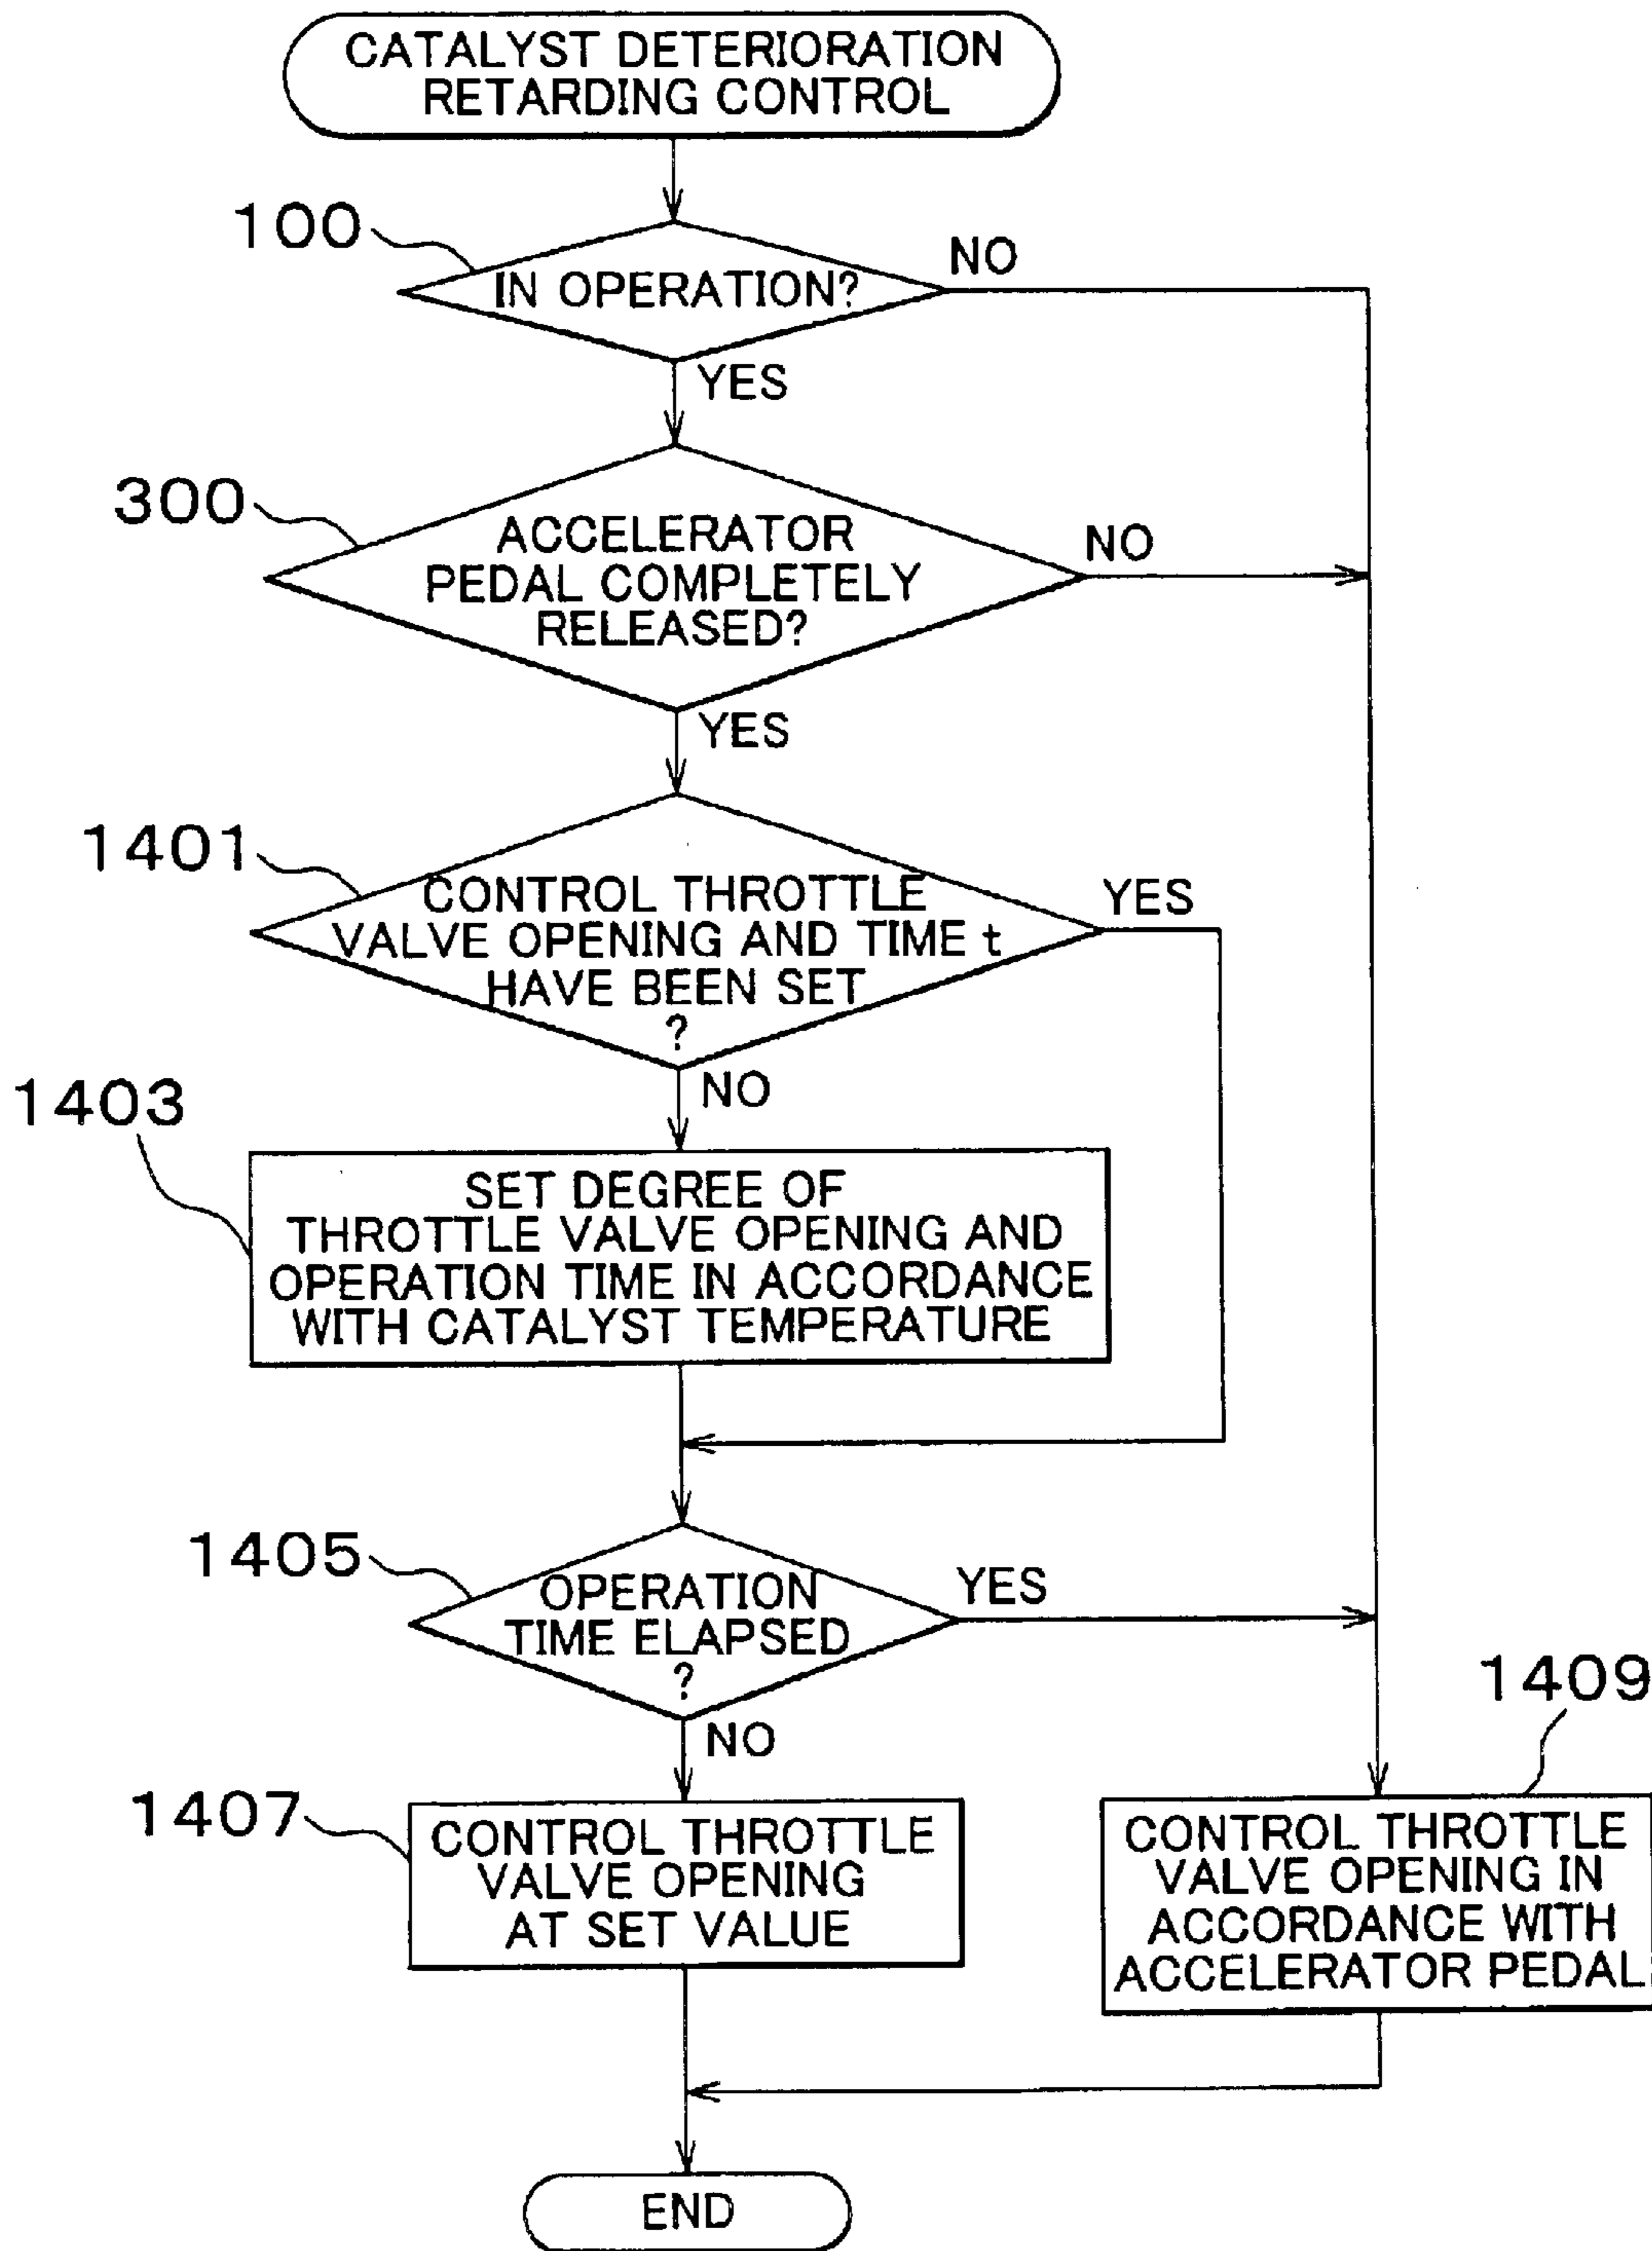 CATALYST DETERIORATION
RETARDING CONTROL
100
IN OPERATION?
NO
YES
300
ACCELERATOR
PEDAL COMPLETELY
RELEASED?
NO
YES
1401
CONTROL THROTTLE
VALVE OPENING AND TIME t
HAVE BEEN SET
?
YES
NO
1403
SET DEGREE OF
THROTTLE VALVE OPENING AND
OPERATION TIME IN ACCORDANCE
WITH CATALYST TEMPERATURE
1405
OPERATION
TIME ELAPSED
?
YES
NO
1407
CONTROL THROTTLE
VALVE OPENING
AT SET VALUE
1409
CONTROL THROTTLE
VALVE OPENING IN
ACCORDANCE WITH
ACCELERATOR PEDAL
END